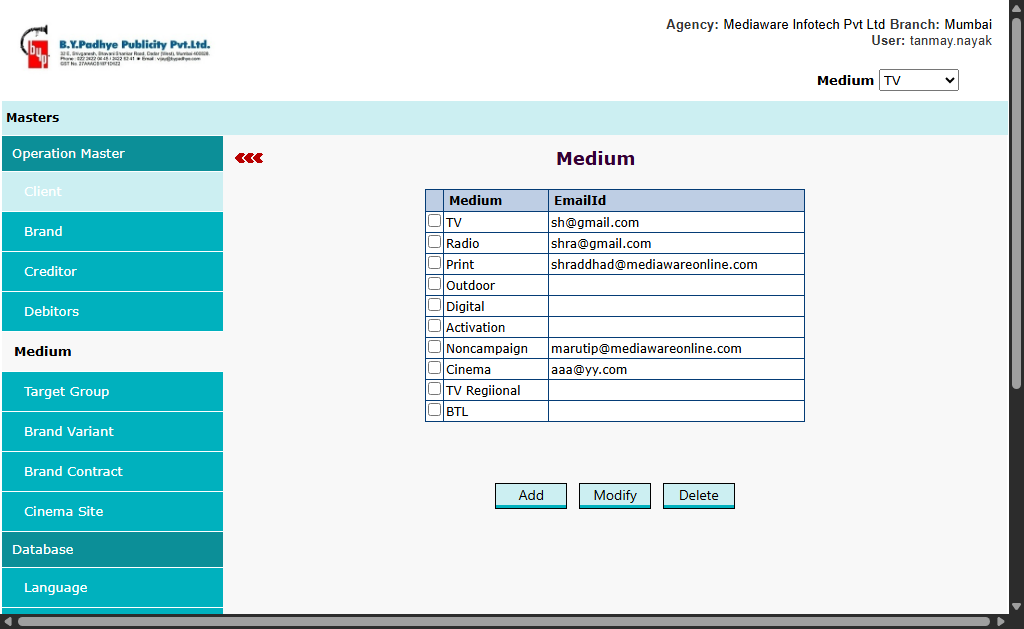 Agency: Mediaware Infotech Pvt Ltd Branch: Mumbai
User: tanmay.nayak
byp
B.Y.Padhye Publicity Pvt.Ltd.
Medium TV
Masters
Operation Master
Client
Brand
Creditor
Debitors
Medium
Target Group
Brand Variant
Brand Contract
Cinema Site
Database
Language
Medium
Medium EmailId
TV sh@gmail.com
Radio shra@gmail.com
Print shraddhad@mediawareonline.com
Outdoor
Digital
Activation
Noncampaign marutip@mediawareonline.com
Cinema aaa@yy.com
TV Regiional
BTL
Add Modify Delete